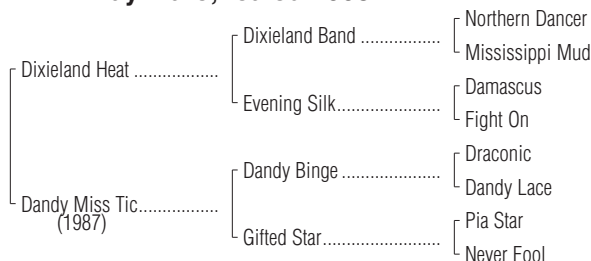 Dixieland Band ..................
Northern Dancer
Mississippi Mud
Dixieland Heat ...................
Evening Silk.......................
Damascus
Fight On
Dandy Binge .....................
Draconic
Dandy Lace
Dandy Miss Tic..................
(1987)
Gifted Star..........................
Pia Star
Never Fool